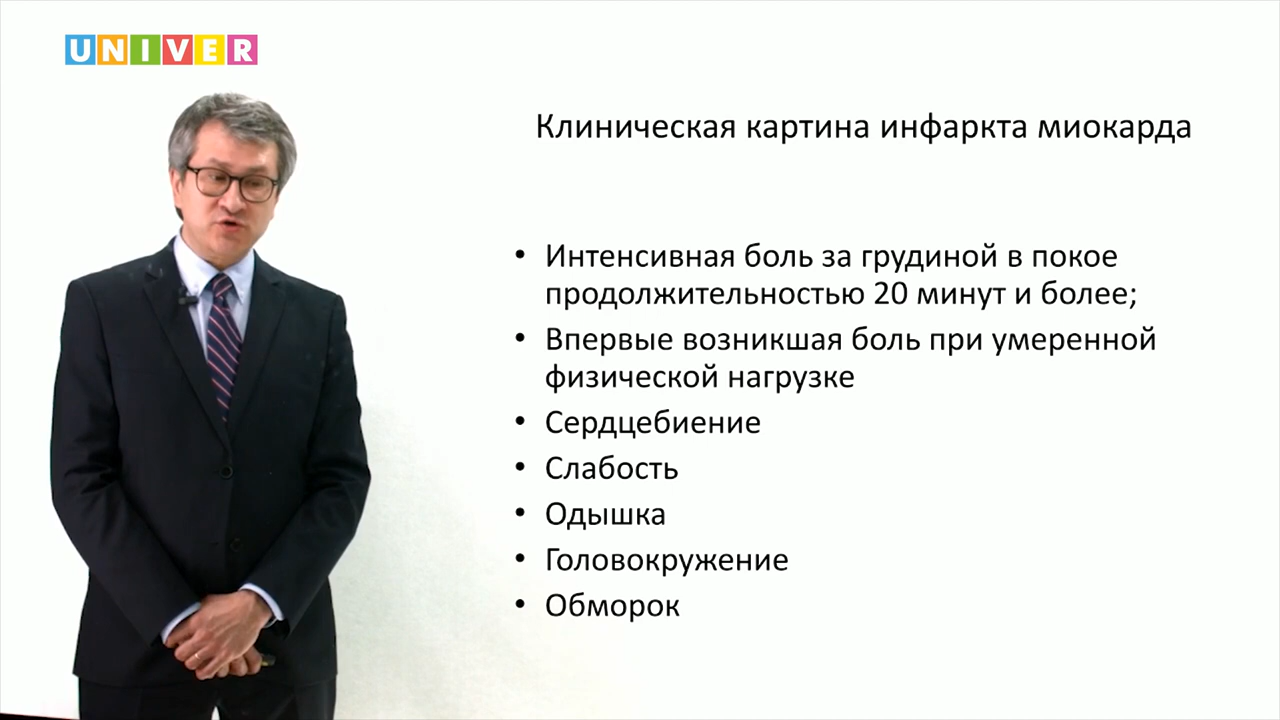 UNIVER
Клиническая картина инфаркта миокарда
• Интенсивная боль за грудиной в покое
продолжительностью 20 минут и более;
• Впервые возникшая боль при умеренной
физической нагрузке
• Сердцебиение
• Слабость
• Одышка
• Головокружение
• Обморок